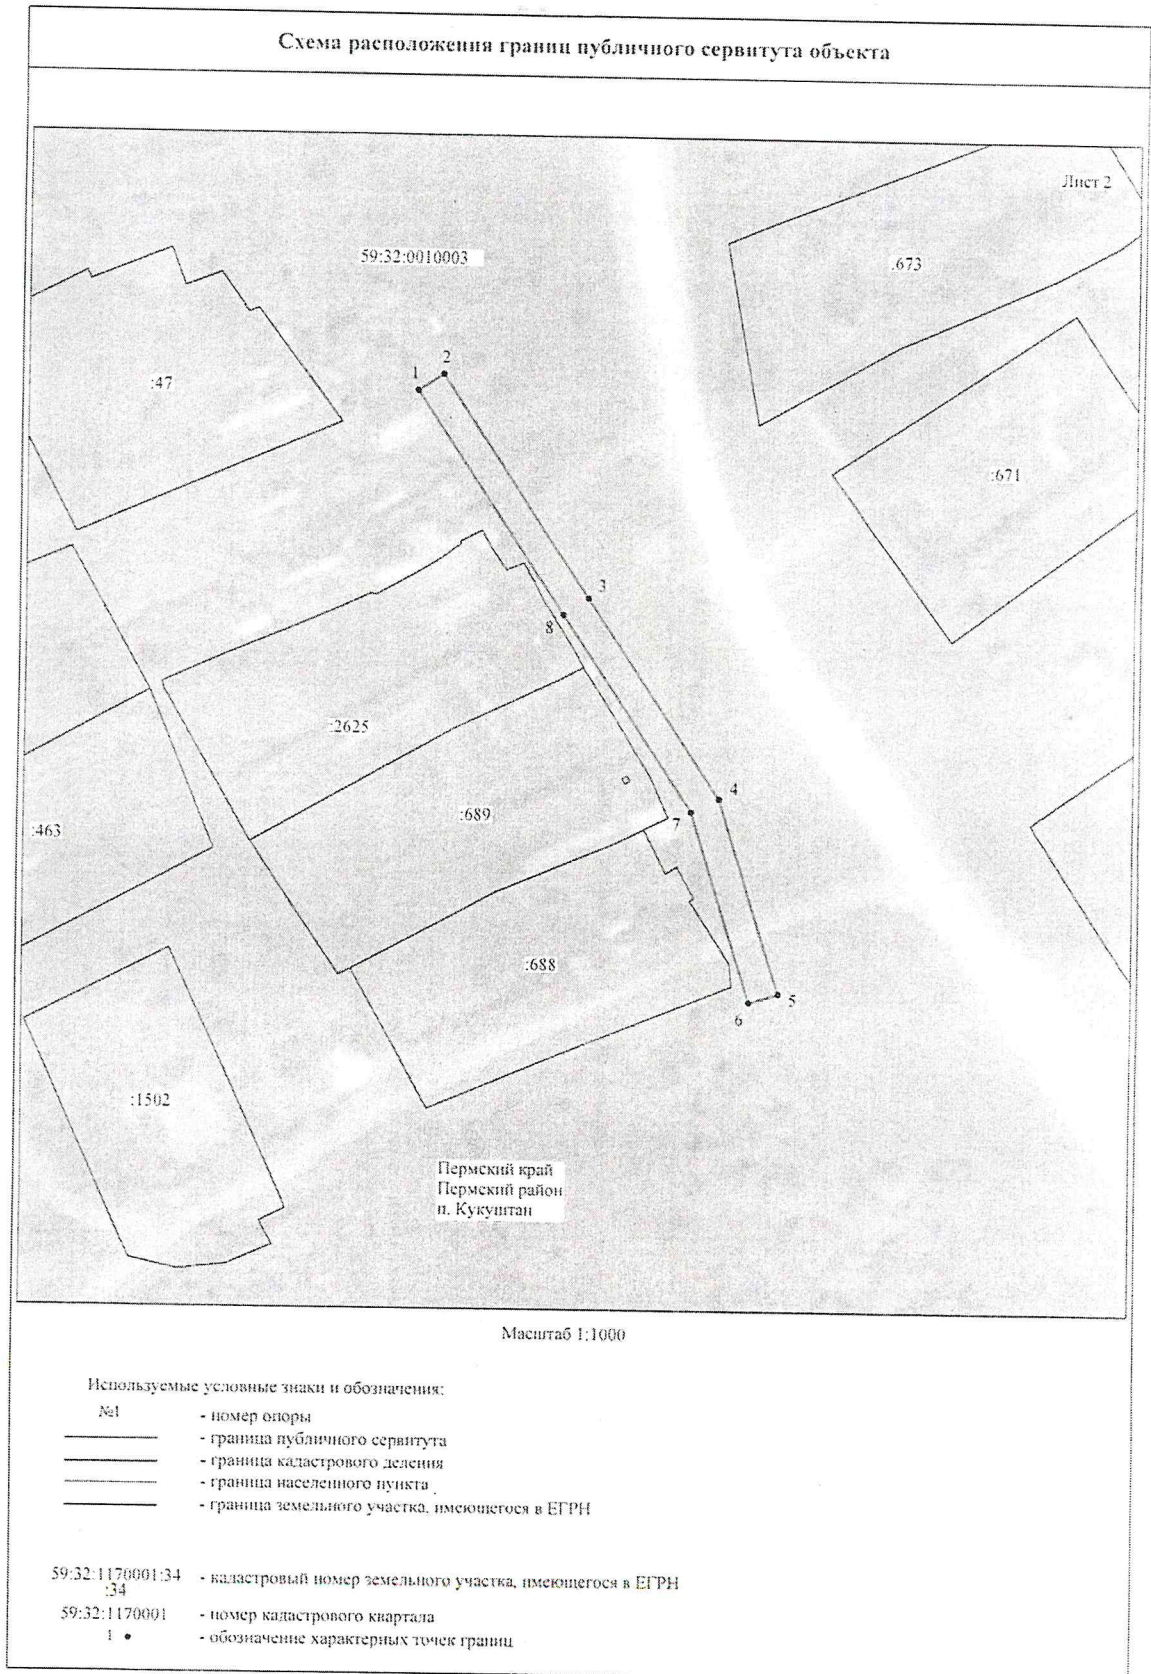 Схема расположения границ публичного сервитута объекта
Лист 2
59:32:0010003
:673
2
1
:47
:671
3
8
:2625
4
:689
7
:463
:688
5
6
:1502
Пермский край
Пермский район
п. Кукуштан
Масштаб 1:1000
Используемые условные знаки и обозначения:
№1 - номер опоры
- граница публичного сервитута
- граница кадастрового деления
- граница населенного пункта
- граница земельного участка, имеющегося в ЕГРН
59:32:1170001:34
:34 - кадастровый номер земельного участка, имеющегося в ЕГРН
59:32:1170001 - номер кадастрового квартала
1 • - обозначение характерных точек границ